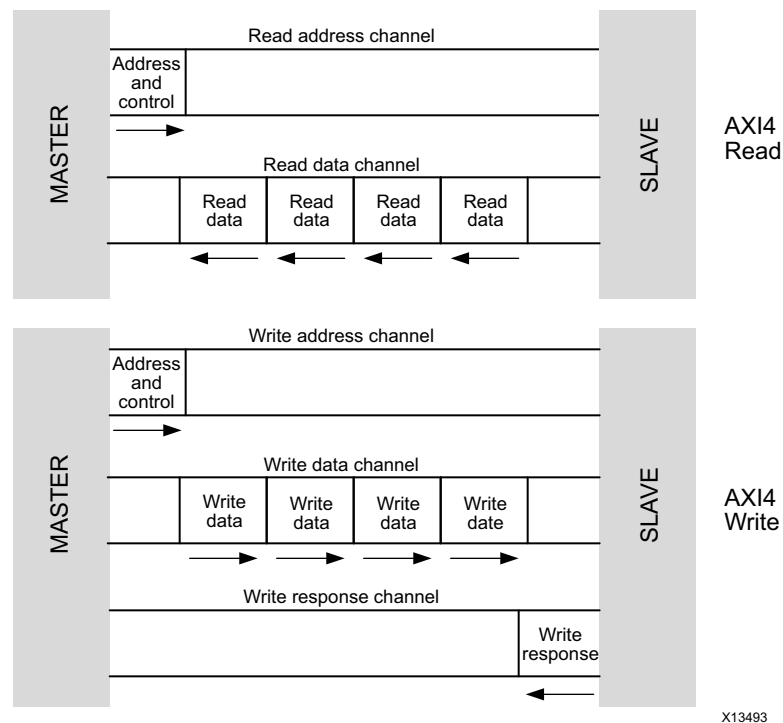 Read address channel
Address
and
control
MASTER
SLAVE
AXI4
Read
Read data channel
Read
data
Read
data
Read
data
Read
data
Write address channel
Address
and
control
MASTER
SLAVE
AXI4
Write
Write data channel
Write
data
Write
data
Write
data
Write
date
Write response channel
Write
response
X13493